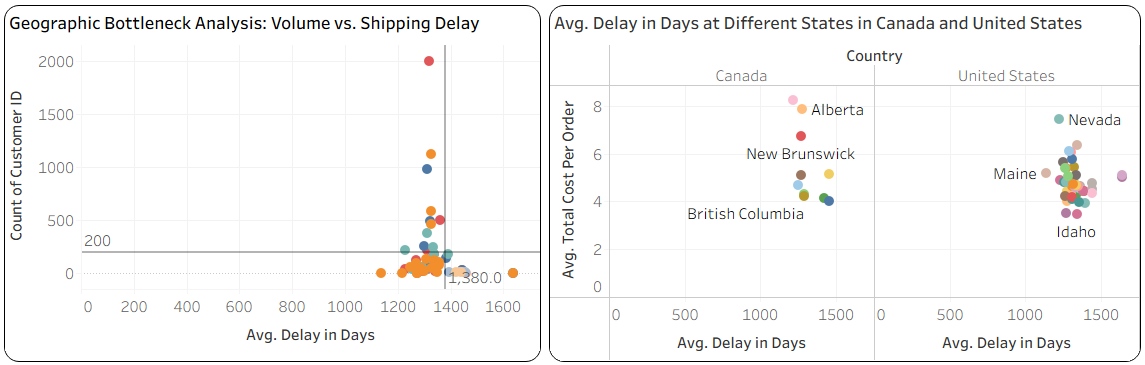 Geographic Bottleneck Analysis: Volume vs. Shipping Delay
Count of Customer ID
2000
1500
1000
500
0
200
1,380.0
0 200 400 600 800 1000 1200 1400 1600
Avg. Delay in Days
Avg. Delay in Days at Different States in Canada and United States
Country
Canada United States
Avg. Total Cost Per Order
8
6
4
2
0
Alberta
New Brunswick
British Columbia
Nevada
Maine
Idaho
0 500 1000 1500 0 500 1000 1500
Avg. Delay in Days Avg. Delay in Days